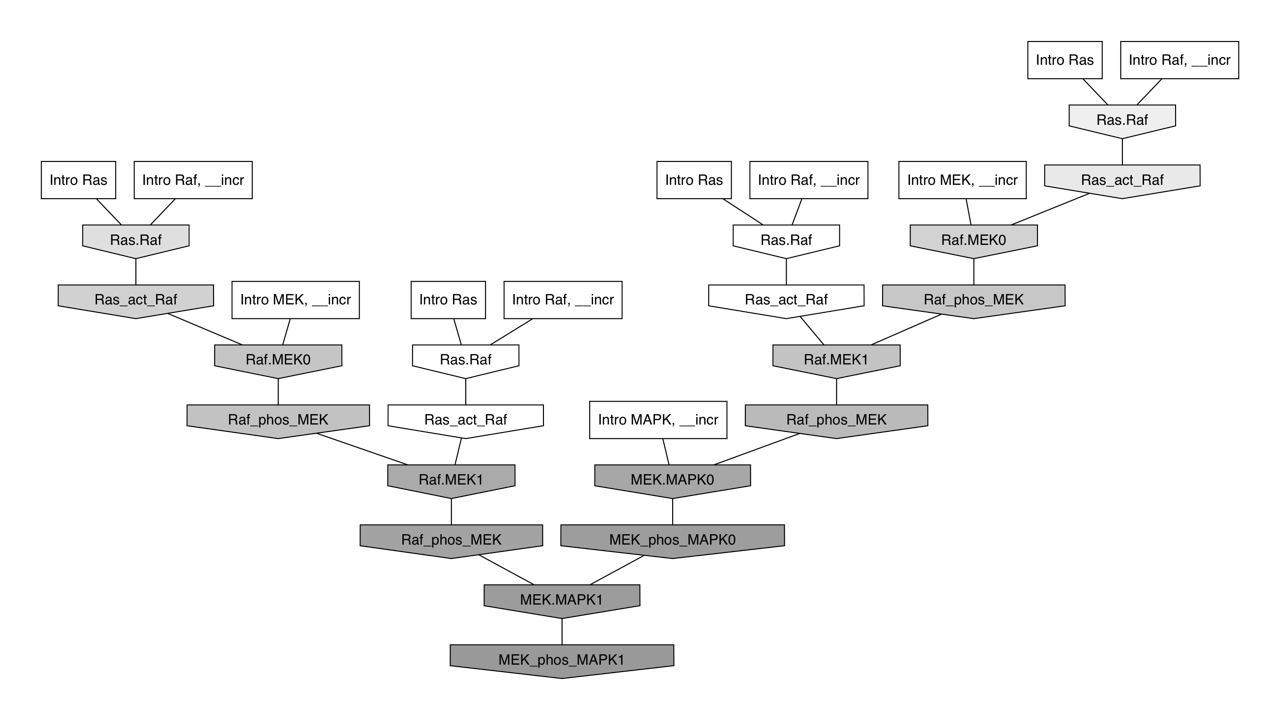 Intro Ras
Intro Raf, __incr
Ras.Raf
Intro Ras
Intro Raf, __incr
Intro Ras
Intro Raf, __incr
Intro MEK, __incr
Ras_act_Raf
Ras.Raf
Ras.Raf
Raf.MEK0
Ras_act_Raf
Intro MEK, __incr
Intro Ras
Intro Raf, __incr
Ras_act_Raf
Raf_phos_MEK
Raf.MEK0
Ras.Raf
Raf.MEK1
Raf_phos_MEK
Ras_act_Raf
Intro MAPK, __incr
Raf_phos_MEK
Raf.MEK1
MEK.MAPK0
Raf_phos_MEK
MEK_phos_MAPK0
MEK.MAPK1
MEK_phos_MAPK1